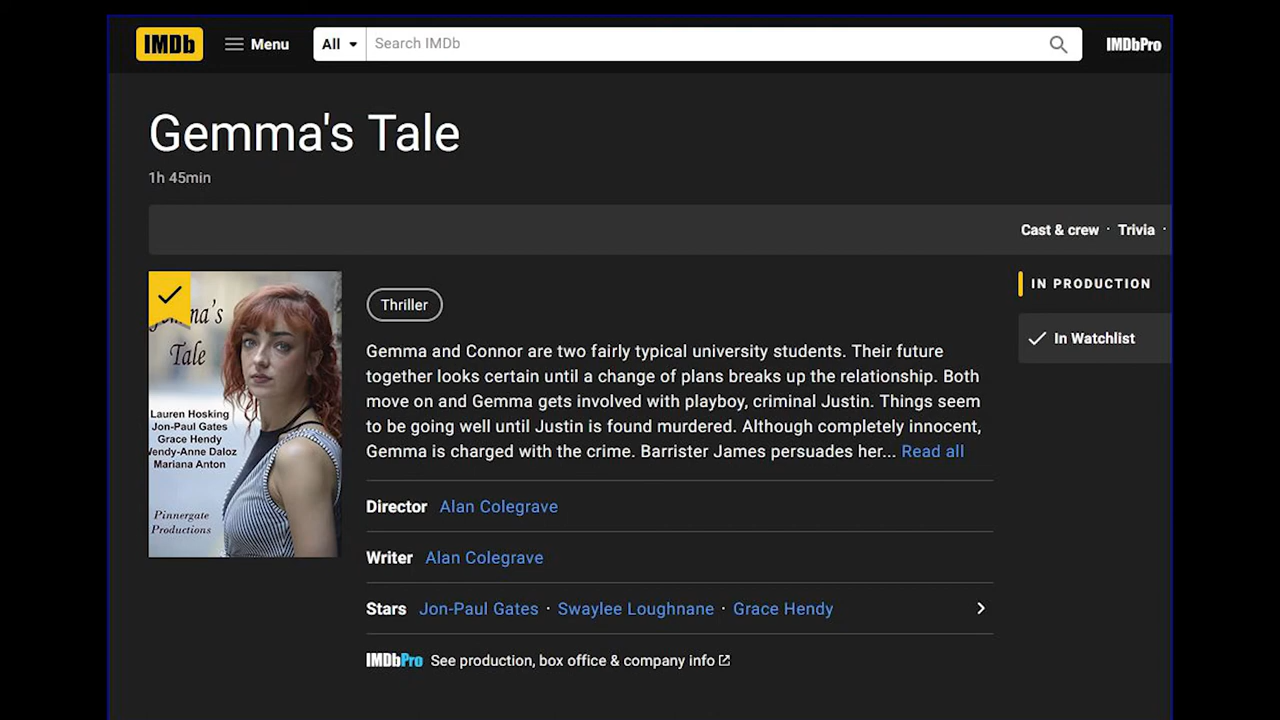 IMDb
Menu
All
Search IMDb
IMDbPro
Gemma's Tale
1h 45min
Cast & crew · Trivia ·
Tale
Lauren Hosking
Jon-Paul Gates
Grace Hendy
Wendy-Anne Daloz
Mariana Anton
Pinnergate
Productions
Thriller
Gemma and Connor are two fairly typical university students. Their future
together looks certain until a change of plans breaks up the relationship. Both
move on and Gemma gets involved with playboy, criminal Justin. Things seem
to be going well until Justin is found murdered. Although completely innocent,
Gemma is charged with the crime. Barrister James persuades her... Read all
Director Alan Colegrave
Writer Alan Colegrave
Stars Jon-Paul Gates · Swaylee Loughnane · Grace Hendy
IMDbPro See production, box office & company info
IN PRODUCTION
In Watchlist